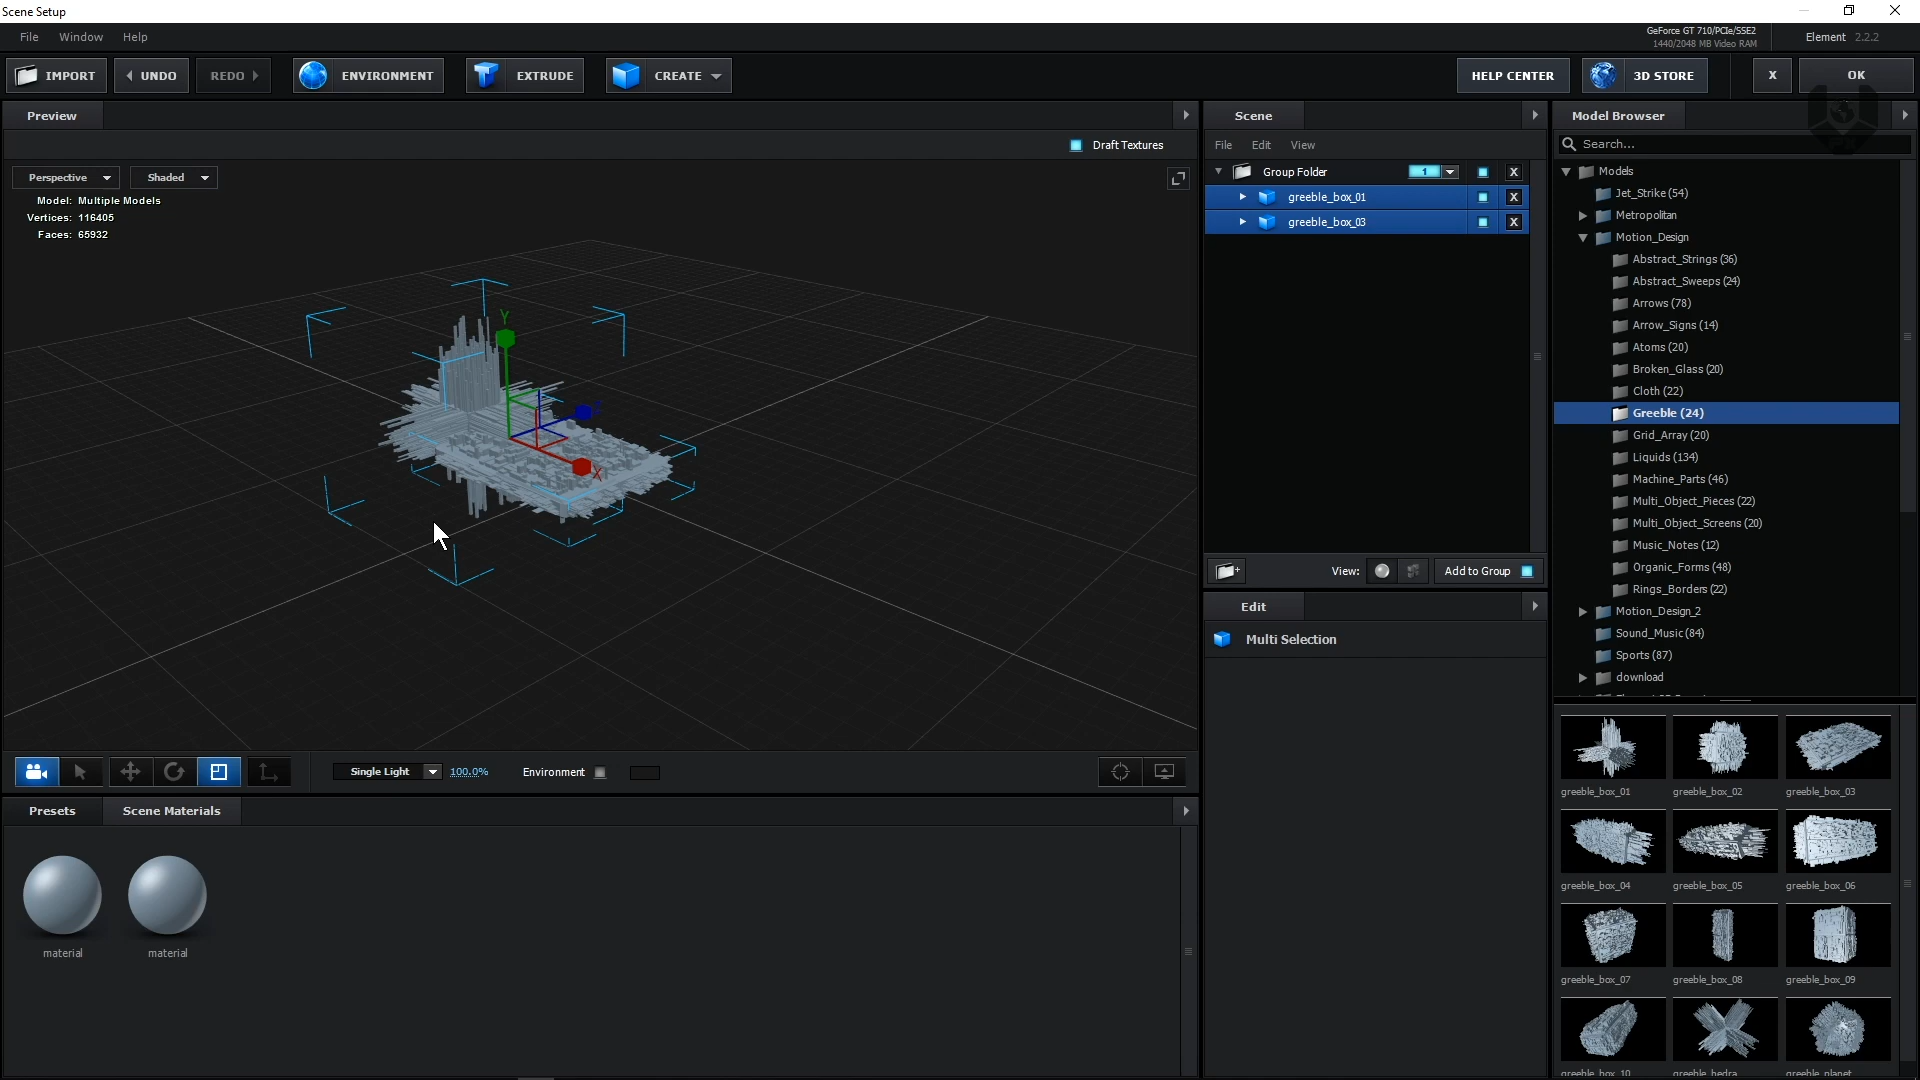 Scene Setup
File Window Help
GeForce GT 710/PCIe/SSE2
1440/2048 MB Video RAM
Element 2.2.2
IMPORT
UNDO
REDO
ENVIRONMENT
EXTRUDE
CREATE
HELP CENTER
3D STORE
X
OK
Preview
Draft Textures
Perspective
Shaded
Model: Multiple Models
Vertices: 116405
Faces: 65932
Y
Z
X
Single Light
100.0%
Environment
Presets
Scene Materials
material
material
Scene
File Edit View
Group Folder
1
X
greeble_box_01
X
greeble_box_03
X
View:
Add to Group
Edit
Multi Selection
Model Browser
Search...
Models
Jet_Strike (54)
Metropolitan
Motion_Design
Abstract_Strings (36)
Abstract_Sweeps (24)
Arrows (78)
Arrow_Signs (14)
Atoms (20)
Broken_Glass (20)
Cloth (22)
Greeble (24)
Grid_Array (20)
Liquids (134)
Machine_Parts (46)
Multi_Object_Pieces (22)
Multi_Object_Screens (20)
Music_Notes (12)
Organic_Forms (48)
Rings_Borders (22)
Motion_Design_2
Sound_Music (84)
Sports (87)
download
greeble_box_01
greeble_box_02
greeble_box_03
greeble_box_04
greeble_box_05
greeble_box_06
greeble_box_07
greeble_box_08
greeble_box_09
greeble_box_10
greeble_hedra
greeble_planet